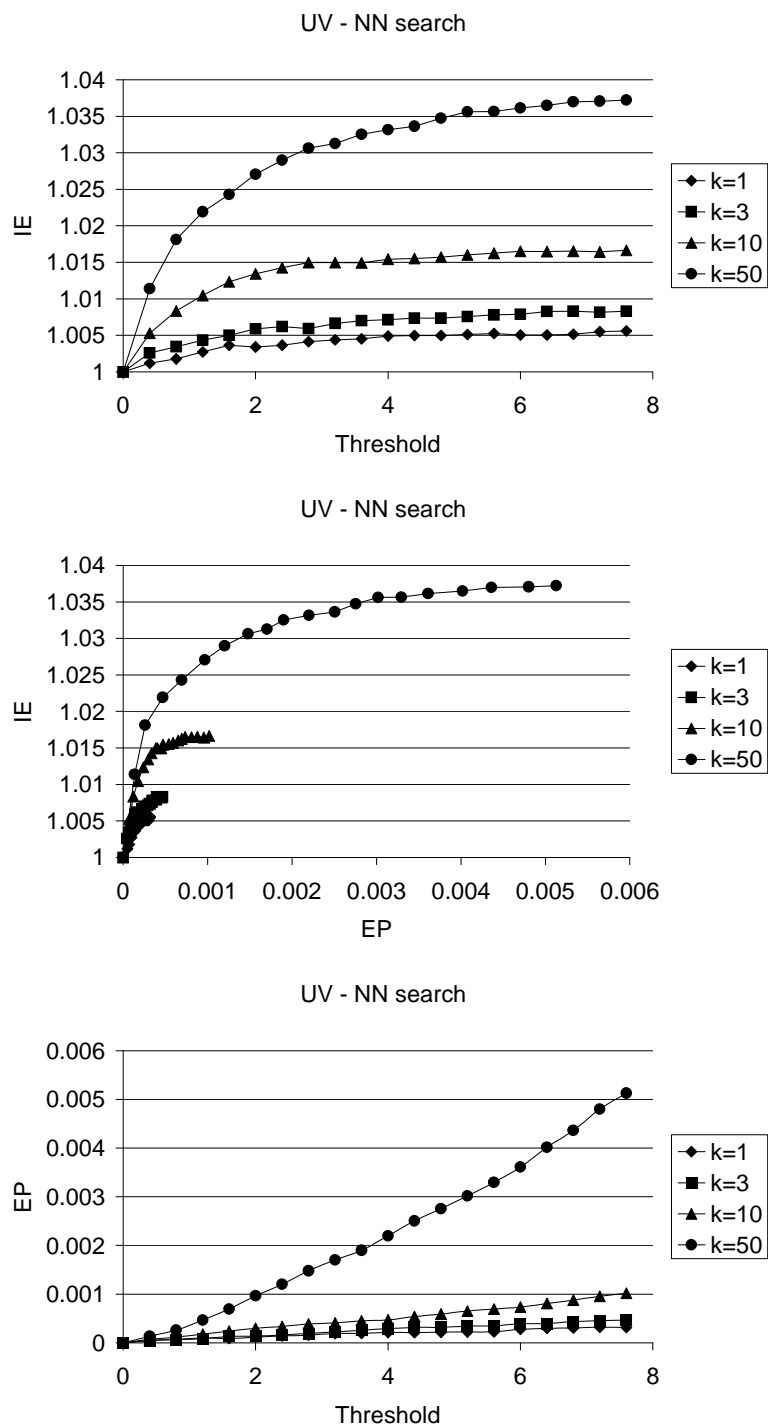 UV - NN search
1.04
1.035
1.03
1.025
1.02
1.015
1.01
1.005
1
IE
0 2 4 6 8
Threshold
k=1
k=3
k=10
k=50
UV - NN search
1.04
1.035
1.03
1.025
1.02
1.015
1.01
1.005
1
IE
0 0.001 0.002 0.003 0.004 0.005 0.006
EP
k=1
k=3
k=10
k=50
UV - NN search
0.006
0.005
0.004
0.003
0.002
0.001
0
EP
0 2 4 6 8
Threshold
k=1
k=3
k=10
k=50